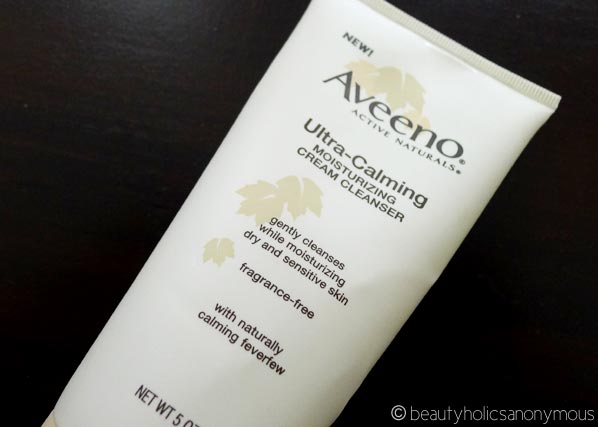 NEW!
Aveeno®
ACTIVE NATURALS®
Ultra-Calming
MOISTURIZING
CREAM CLEANSER
gently cleanses
while moisturizing
dry and sensitive skin
fragrance-free
with naturally
calming feverfew
NET WT 5
© beautyholicsanonymous